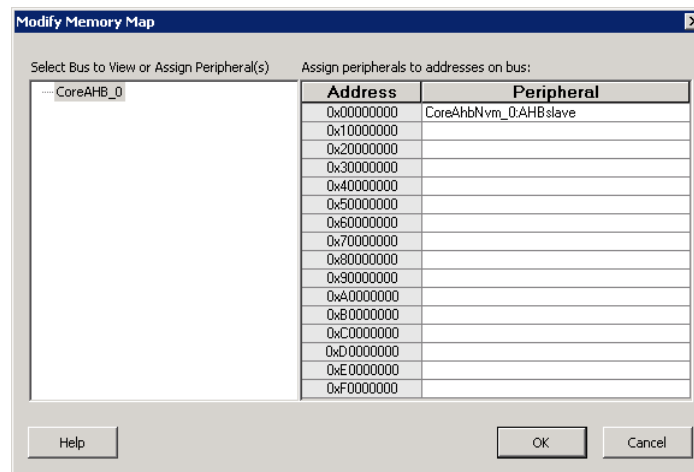 Modify Memory Map
Select Bus to View or Assign Peripheral(s)
CoreAHB_0
Assign peripherals to addresses on bus:
Address Peripheral
0x00000000 CoreAhbNvm_0:AHBslave
0x10000000
0x20000000
0x30000000
0x40000000
0x50000000
0x60000000
0x70000000
0x80000000
0x90000000
0xA0000000
0xB0000000
0xC0000000
0xD0000000
0xE0000000
0xF0000000
Help OK Cancel